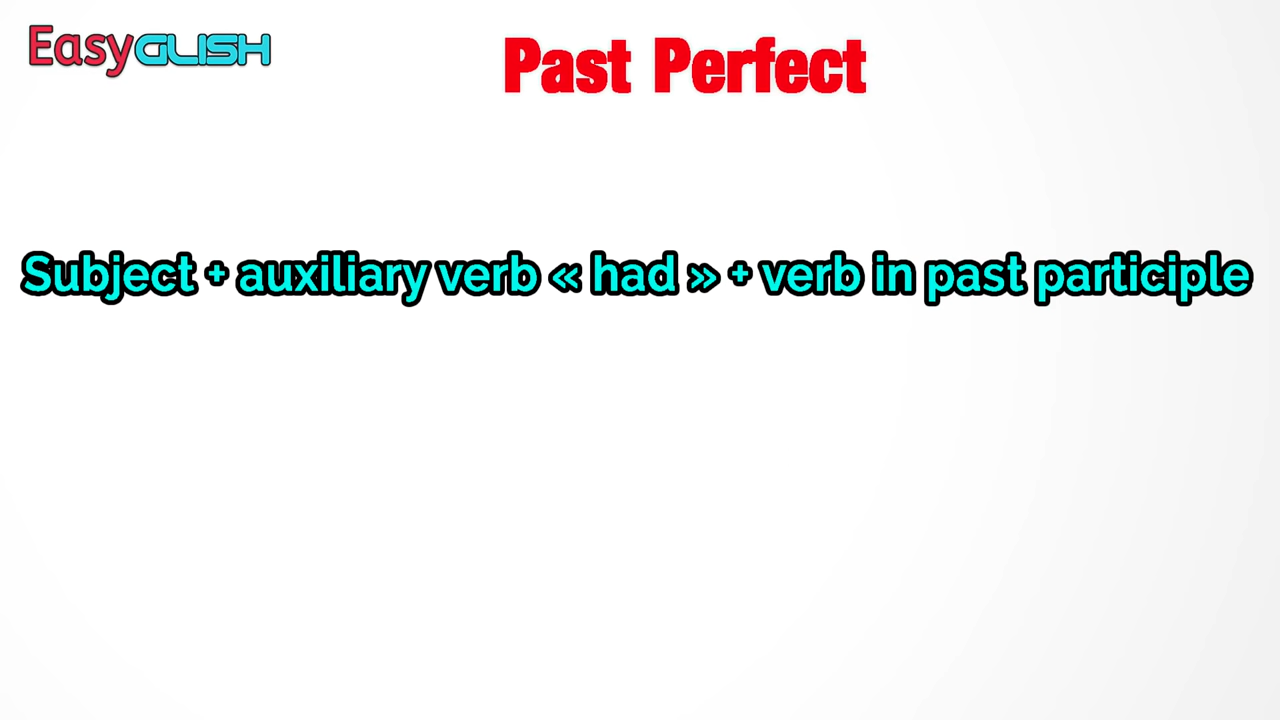 EasyGLISH
Past Perfect
Subject + auxiliary verb « had » + verb in past participle